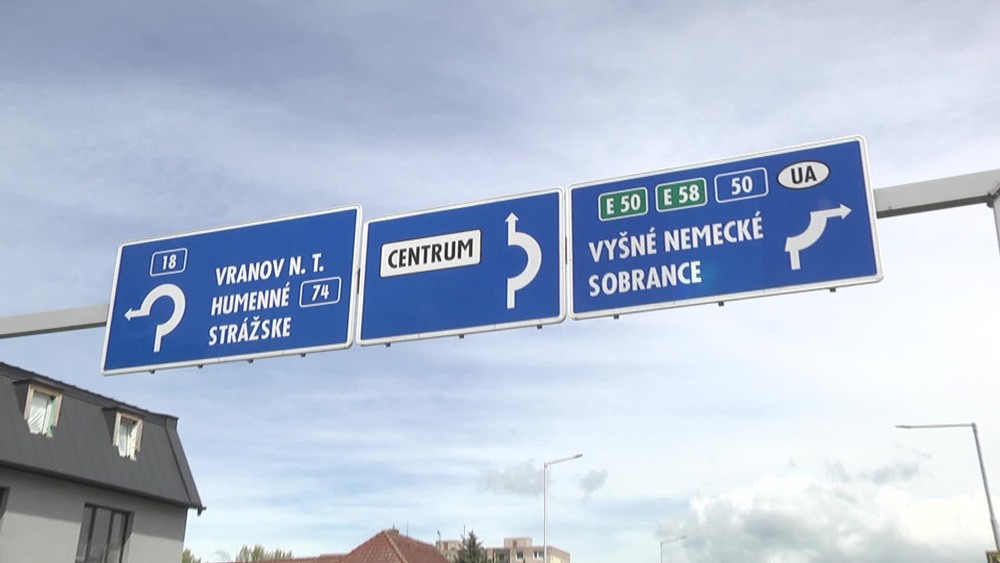 18
VRANOV N. T.
HUMENNÉ 74
STRÁŽSKE
CENTRUM
E 50 E 58 50 UA
VYŠNÉ NEMECKÉ
SOBRANCE